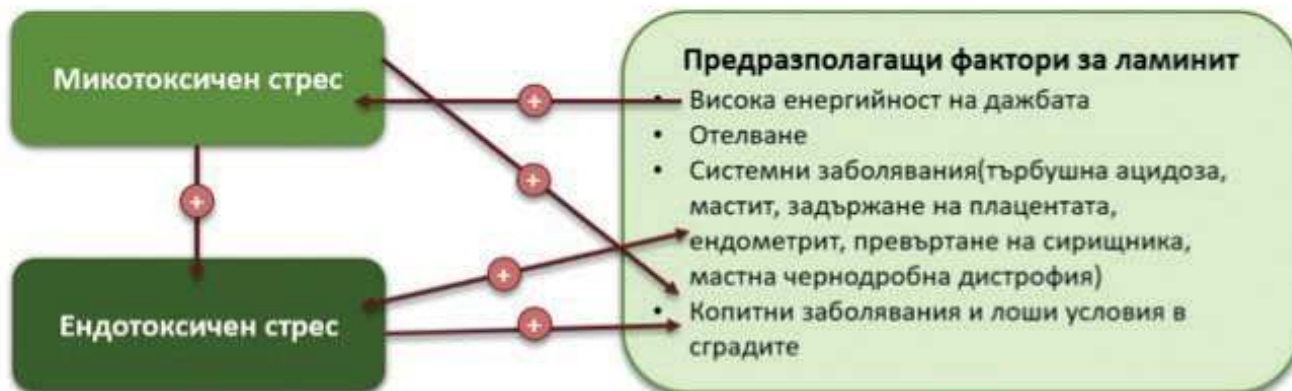 Микотоксичен стрес
Ендотоксичен стрес
Предразполагащи фактори за ламинит
• Висока енергийност на дажбата
• Отелване
• Системни заболявания(търбушна ацидоза,
мастит, задържане на плацентата,
ендометрит, превъртане на сирищника,
мастна чернодробна дистрофия)
• Копитни заболявания и лоши условия в
сградите
+
+
+
+
+